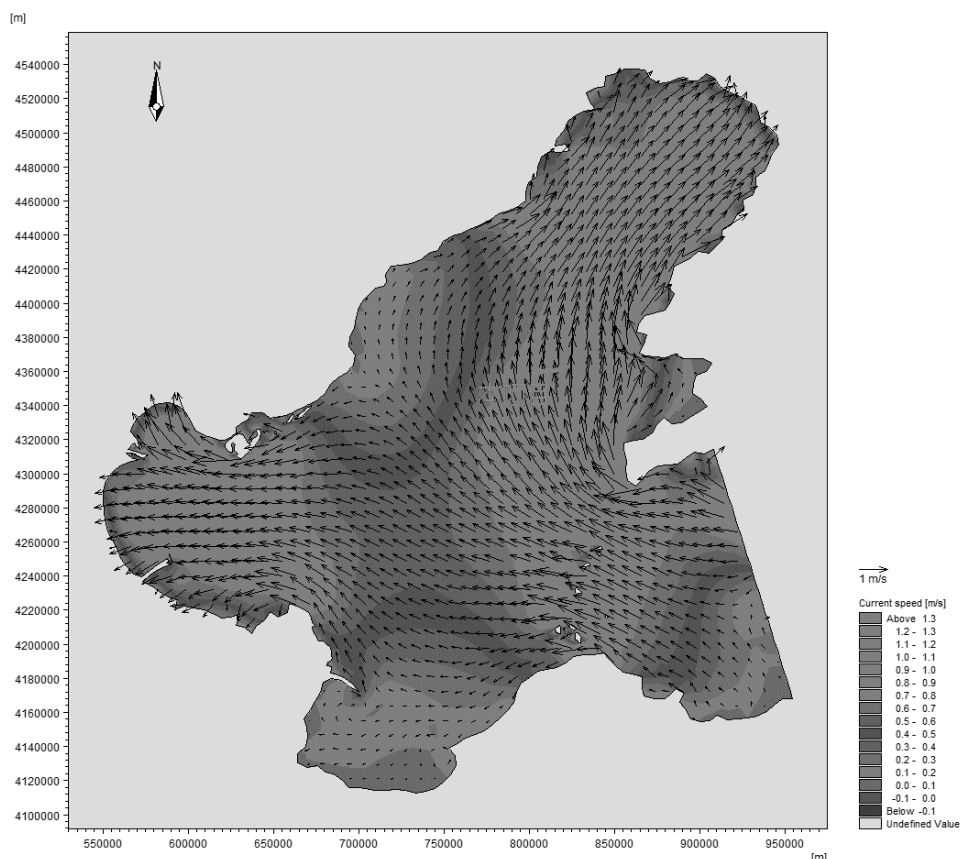 [m]
N
4540000
4520000
4500000
4480000
4460000
4440000
4420000
4400000
4380000
4360000
4340000
4320000
4300000
4280000
4260000
4240000
4220000
4200000
4180000
4160000
4140000
4120000
4100000
550000 600000 650000 700000 750000 800000 850000 900000 950000
[m]
1 m/s
Current speed [m/s]
Above 1.3
1.2 - 1.3
1.1 - 1.2
1.0 - 1.1
0.9 - 1.0
0.8 - 0.9
0.7 - 0.8
0.6 - 0.7
0.5 - 0.6
0.4 - 0.5
0.3 - 0.4
0.2 - 0.3
0.1 - 0.2
0.0 - 0.1
-0.1 - 0.0
Below -0.1
Undefined Value